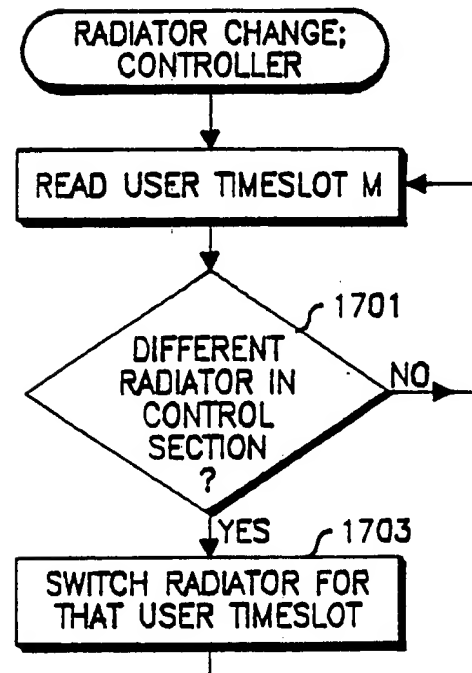 RADIATOR CHANGE;
CONTROLLER
READ USER TIMESLOT M
1701
DIFFERENT
RADIATOR IN
CONTROL
SECTION
?
NO
YES
1703
SWITCH RADIATOR FOR
THAT USER TIMESLOT